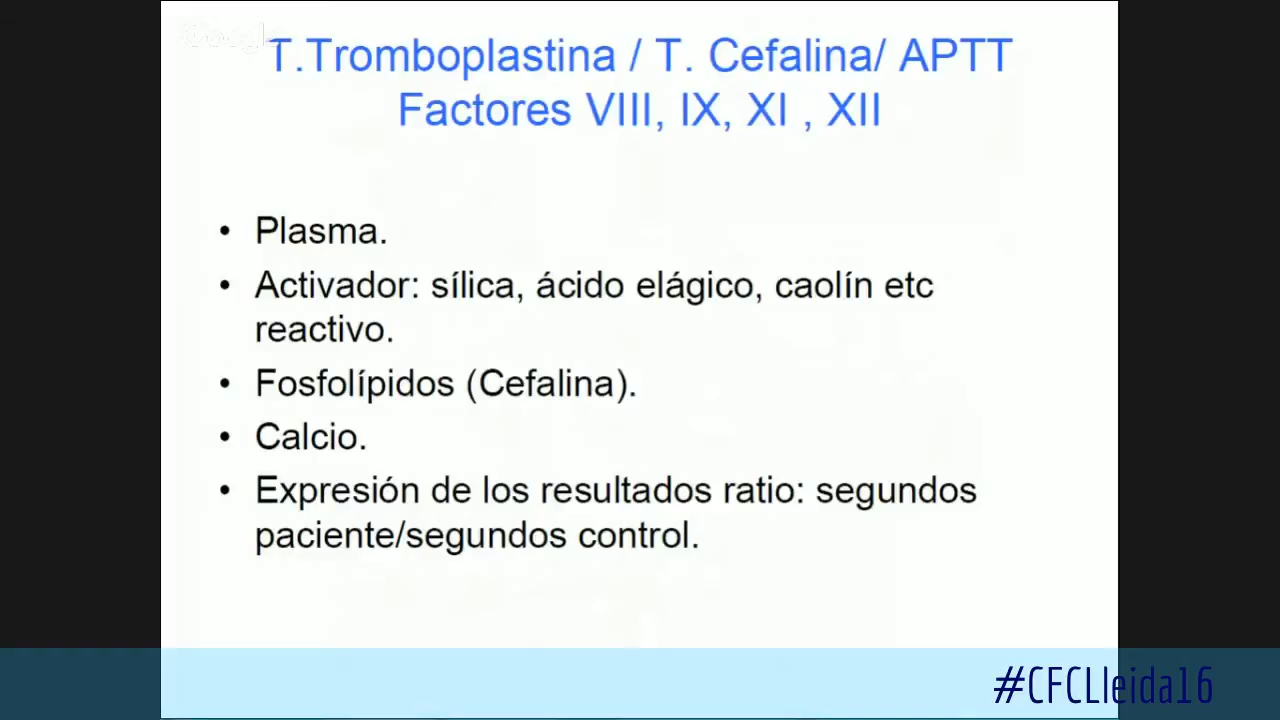 Google
T.Tromboplastina / T. Cefalina/ APTT
Factores VIII, IX, XI , XII
• Plasma.
• Activador: sílica, ácido elágico, caolín etc
reactivo.
• Fosfolípidos (Cefalina).
• Calcio.
• Expresión de los resultados ratio: segundos
paciente/segundos control.
#CFCLleida16